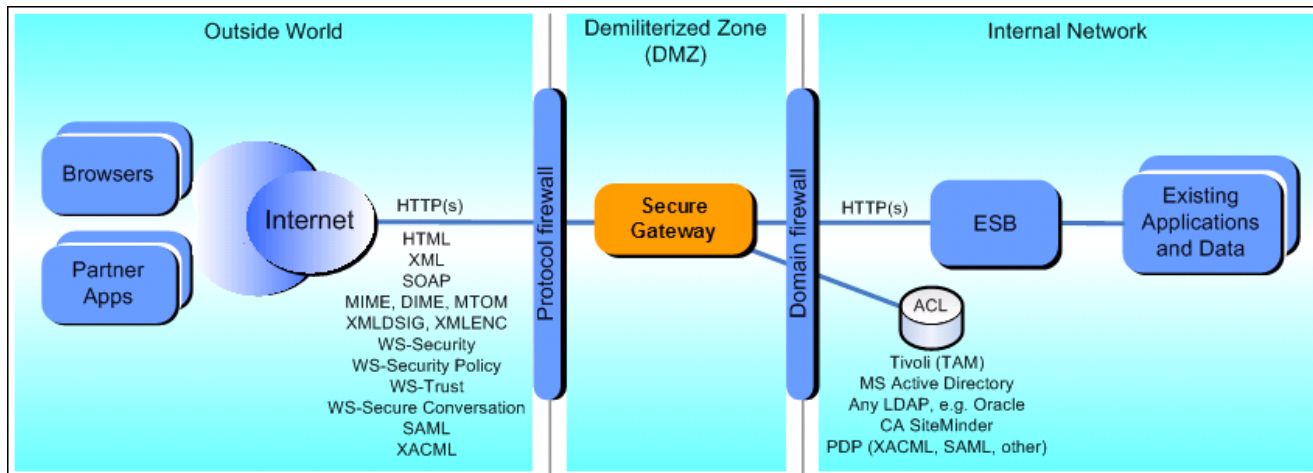 Outside World
Demiliterized Zone
(DMZ)
Internal Network
Browsers
Partner
Apps
Internet
HTTP(s)
HTML
XML
SOAP
MIME, DIME, MTOM
XMLDSIG, XMLENC
WS-Security
WS-Security Policy
WS-Trust
WS-Secure Conversation
SAML
XACML
Protocol firewall
Secure
Gateway
Domain firewall
HTTP(s)
ESB
Existing
Applications
and Data
ACL
Tivoli (TAM)
MS Active Directory
Any LDAP, e.g. Oracle
CA SiteMinder
PDP (XACML, SAML, other)